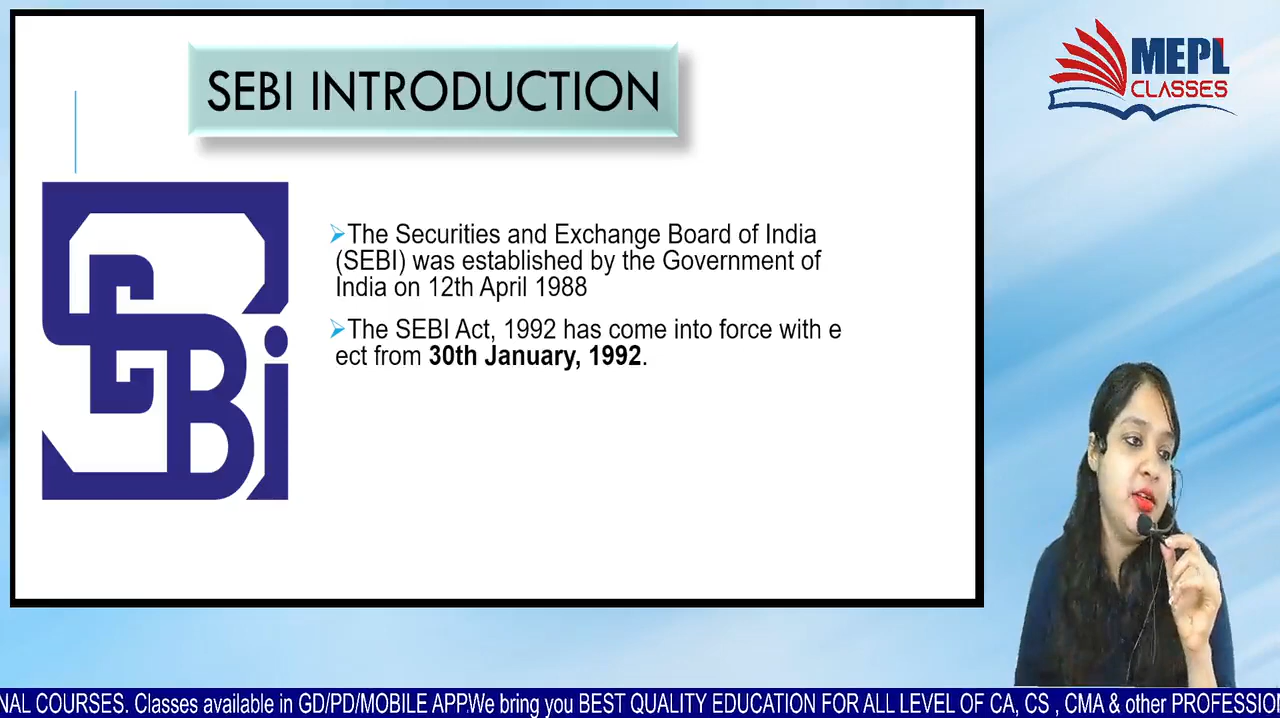 SEBI INTRODUCTION
MEPL
CLASSES
SEBi
The Securities and Exchange Board of India
(SEBI) was established by the Government of
India on 12th April 1988
The SEBI Act, 1992 has come into force with e
ect from 30th January, 1992.
NAL COURSES. Classes available in GD/PD/MOBILE APP.We bring you BEST QUALITY EDUCATION FOR ALL LEVEL OF CA, CS , CMA & other PROFESSION